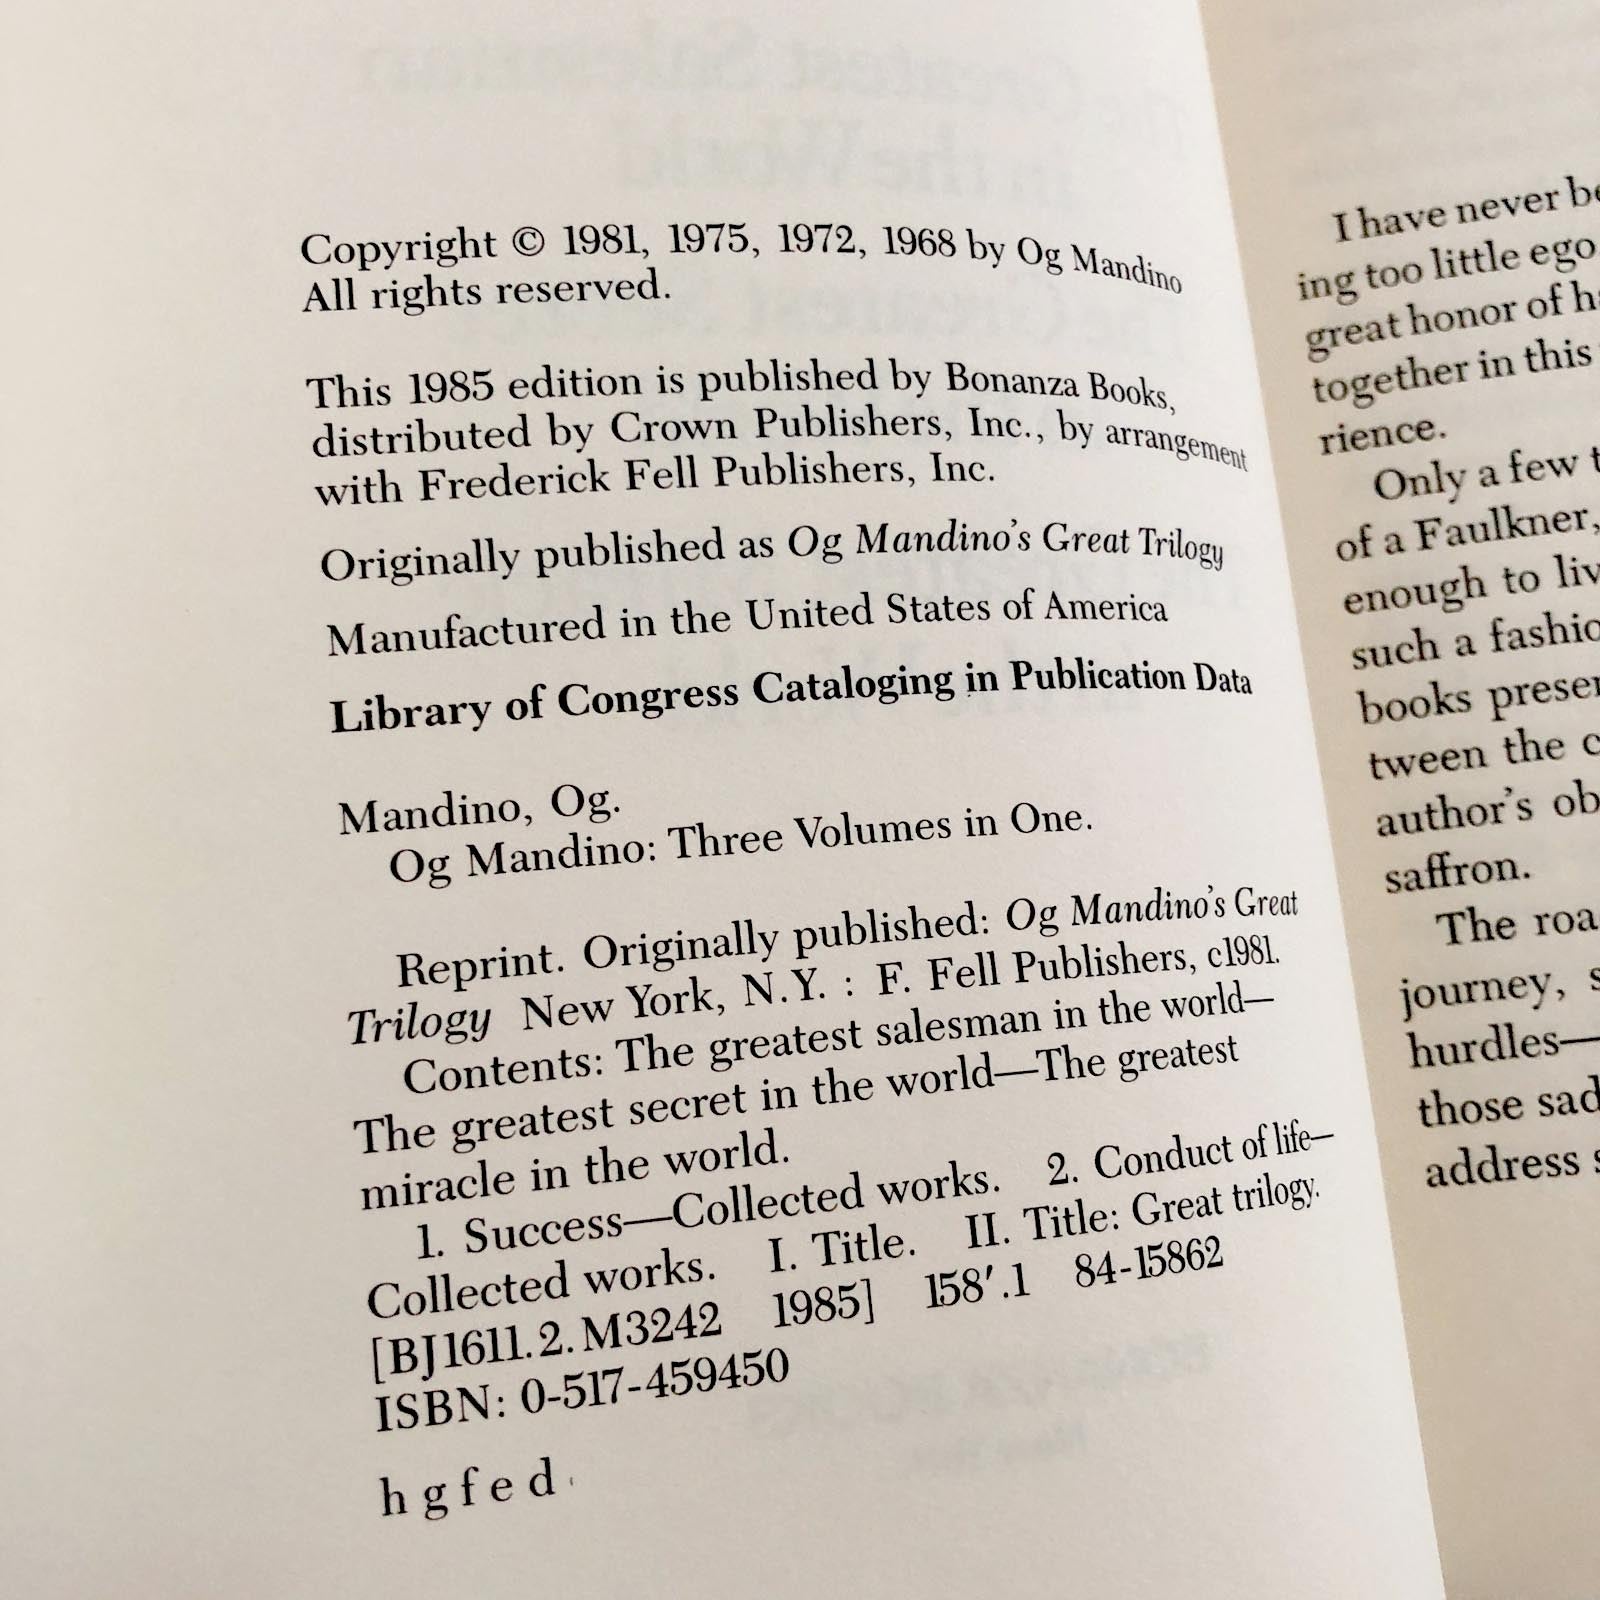 Copyright © 1981, 1975, 1972, 1968 by Og Mandino
All rights reserved.
This 1985 edition is published by Bonanza Books,
distributed by Crown Publishers, Inc., by arrangement
with Frederick Fell Publishers, Inc.
Originally published as Og Mandino's Great Trilogy
Manufactured in the United States of America
Library of Congress Cataloging in Publication Data
Mandino, Og.
Og Mandino: Three Volumes in One.
Reprint. Originally published: Og Mandino's Great
Trilogy New York, N.Y. : F. Fell Publishers, c1981.
Contents: The greatest salesman in the world—
The greatest secret in the world—The greatest
miracle in the world.
1. Success—Collected works. 2. Conduct of life—
Collected works. I. Title. II. Title: Great trilogy.
[BJ1611.2.M3242 1985] 158′.1 84-15862
ISBN: 0-517-459450
h g f e d
I have never
ing too little ego
great honor of
together in this
rience.
Only a few
of a Faulkner,
enough to
such a
books
tween the
author's
saffron.
The
journey,
hurdles—
those
address